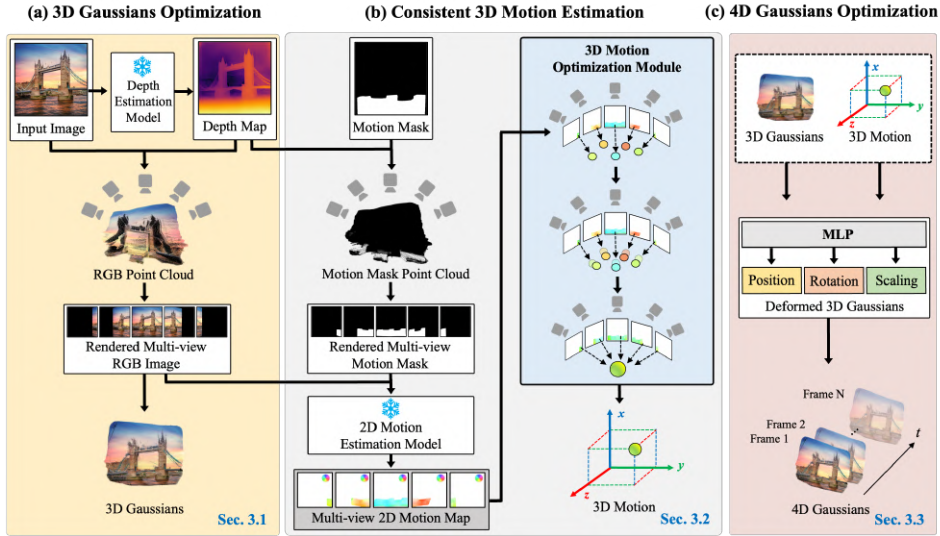 (a) 3D Gaussians Optimization
Input Image
Depth
Estimation
Model
Depth Map
RGB Point Cloud
Rendered Multi-view
RGB Image
3D Gaussians
Sec. 3.1
(b) Consistent 3D Motion Estimation
Motion Mask
Motion Mask Point Cloud
Rendered Multi-view
Motion Mask
2D Motion
Estimation Model
Multi-view 2D Motion Map
3D Motion
Optimization Module
x
y
z
3D Motion
Sec. 3.2
(c) 4D Gaussians Optimization
3D Gaussians
x
y
z
3D Motion
MLP
Position
Rotation
Scaling
Deformed 3D Gaussians
Frame N
Frame 2
Frame 1
t
4D Gaussians
Sec. 3.3